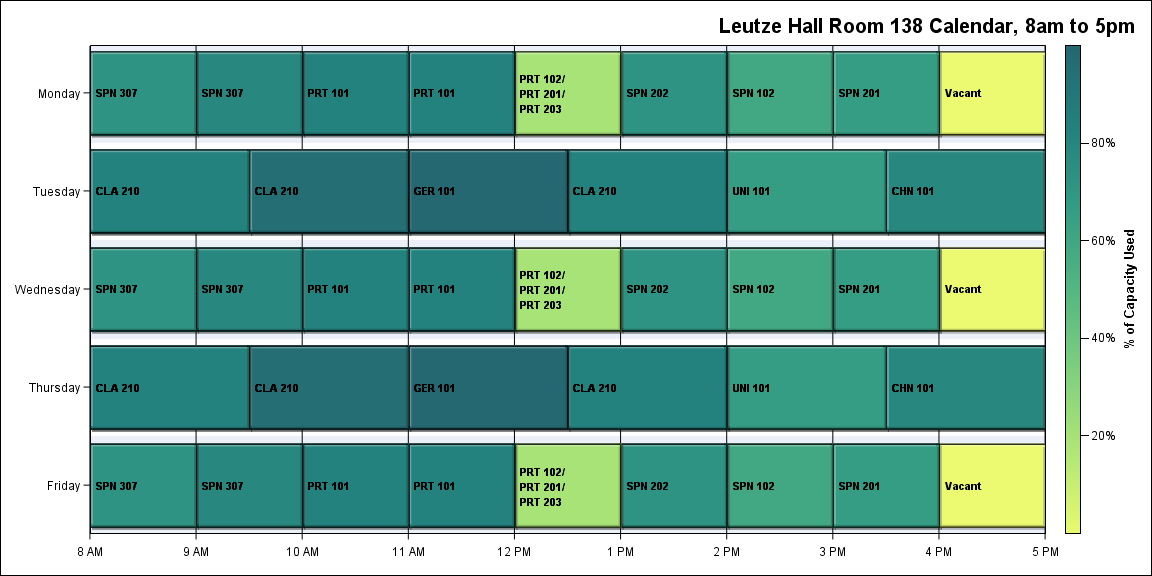 Leutze Hall Room 138 Calendar, 8am to 5pm
Monday
SPN 307
SPN 307
PRT 101
PRT 101
PRT 102/
PRT 201/
PRT 203
SPN 202
SPN 102
SPN 201
Vacant
Tuesday
CLA 210
CLA 210
GER 101
CLA 210
UNI 101
CHN 101
Wednesday
SPN 307
SPN 307
PRT 101
PRT 101
PRT 102/
PRT 201/
PRT 203
SPN 202
SPN 102
SPN 201
Vacant
Thursday
CLA 210
CLA 210
GER 101
CLA 210
UNI 101
CHN 101
Friday
SPN 307
SPN 307
PRT 101
PRT 101
PRT 102/
PRT 201/
PRT 203
SPN 202
SPN 102
SPN 201
Vacant
8 AM
9 AM
10 AM
11 AM
12 PM
1 PM
2 PM
3 PM
4 PM
5 PM
80%
60%
40%
20%
% of Capacity Used